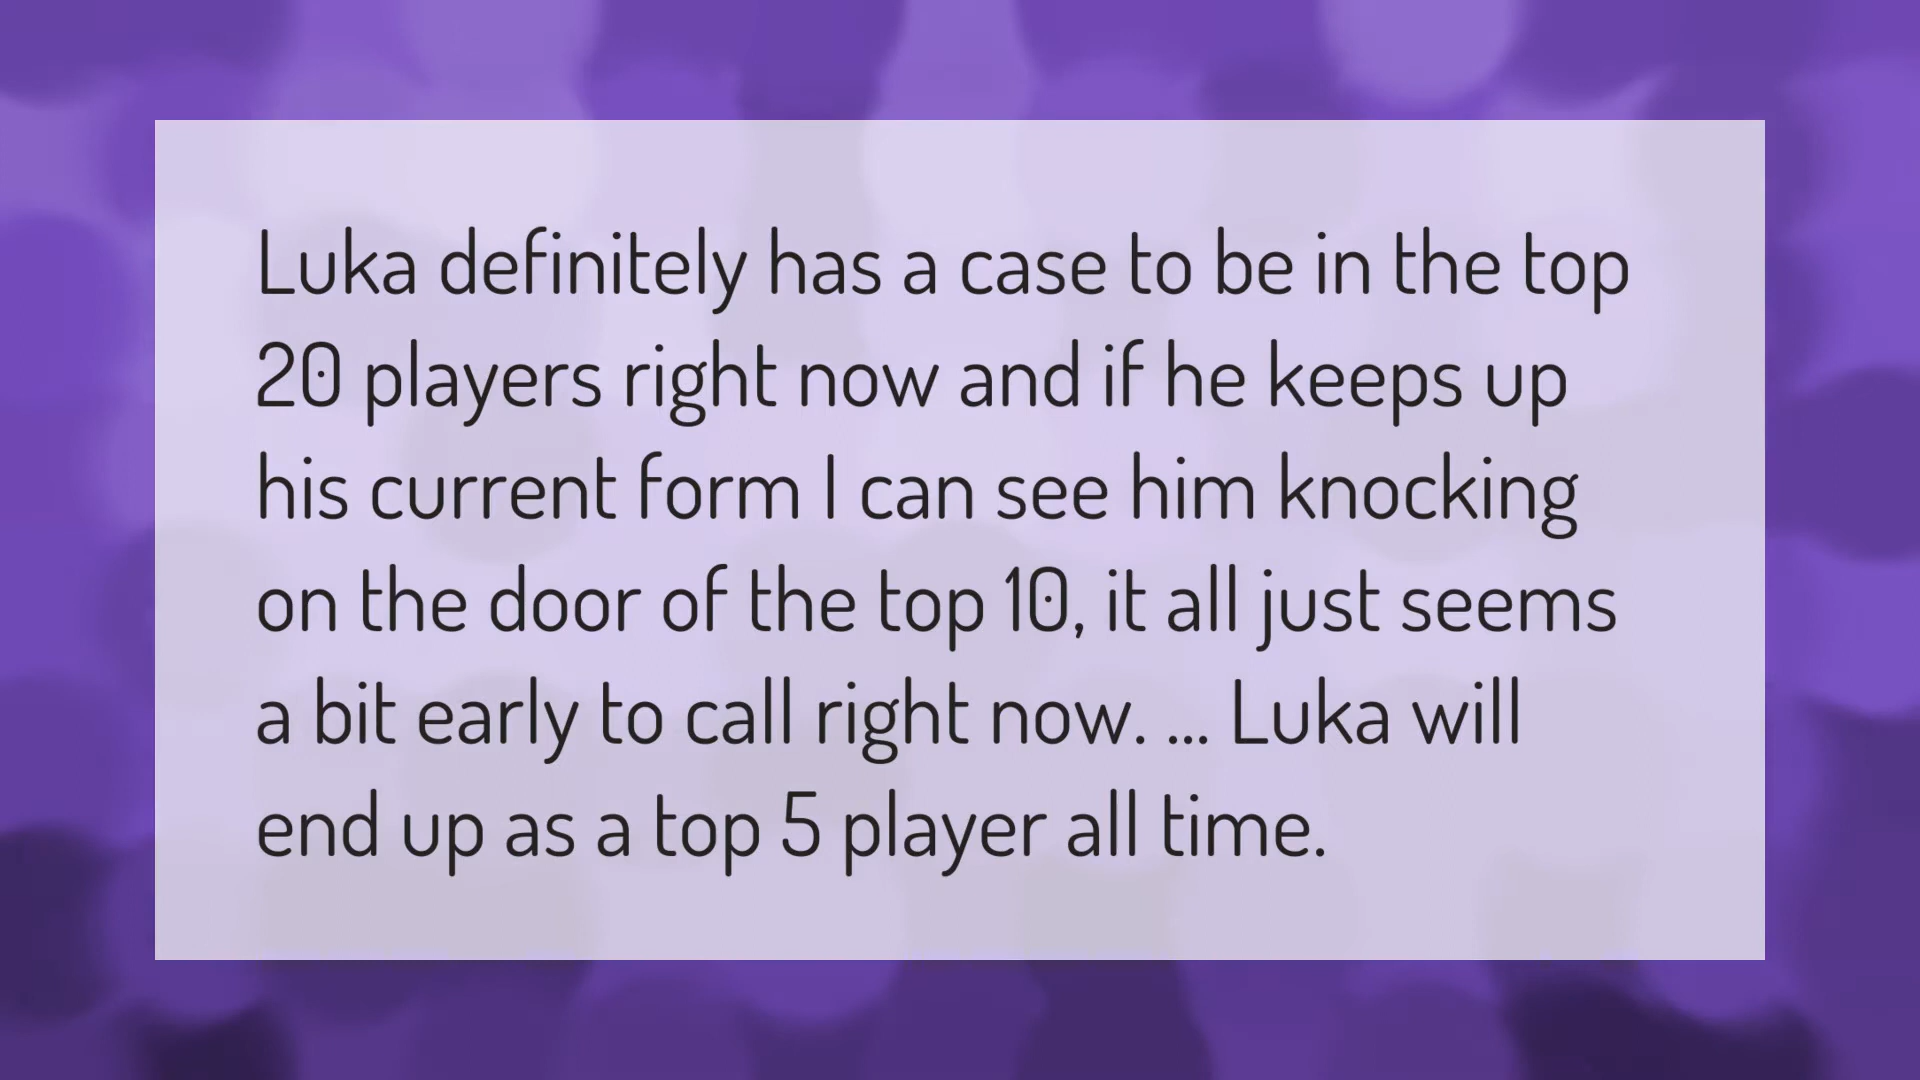 Luka definitely has a case to be in the top
20 players right now and if he keeps up
his current form I can see him knocking
on the door of the top 10, it all just seems
a bit early to call right now. ... Luka will
end up as a top 5 player all time.